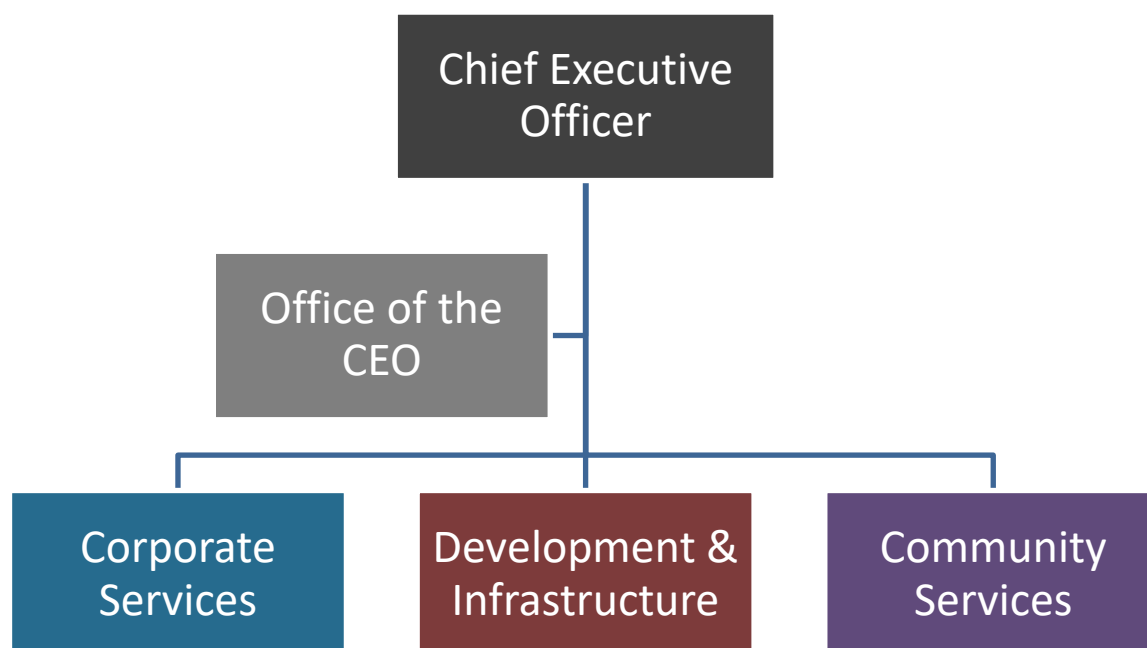 Chief Executive
Officer
Office of the
CEO
Corporate
Services
Development &
Infrastructure
Community
Services